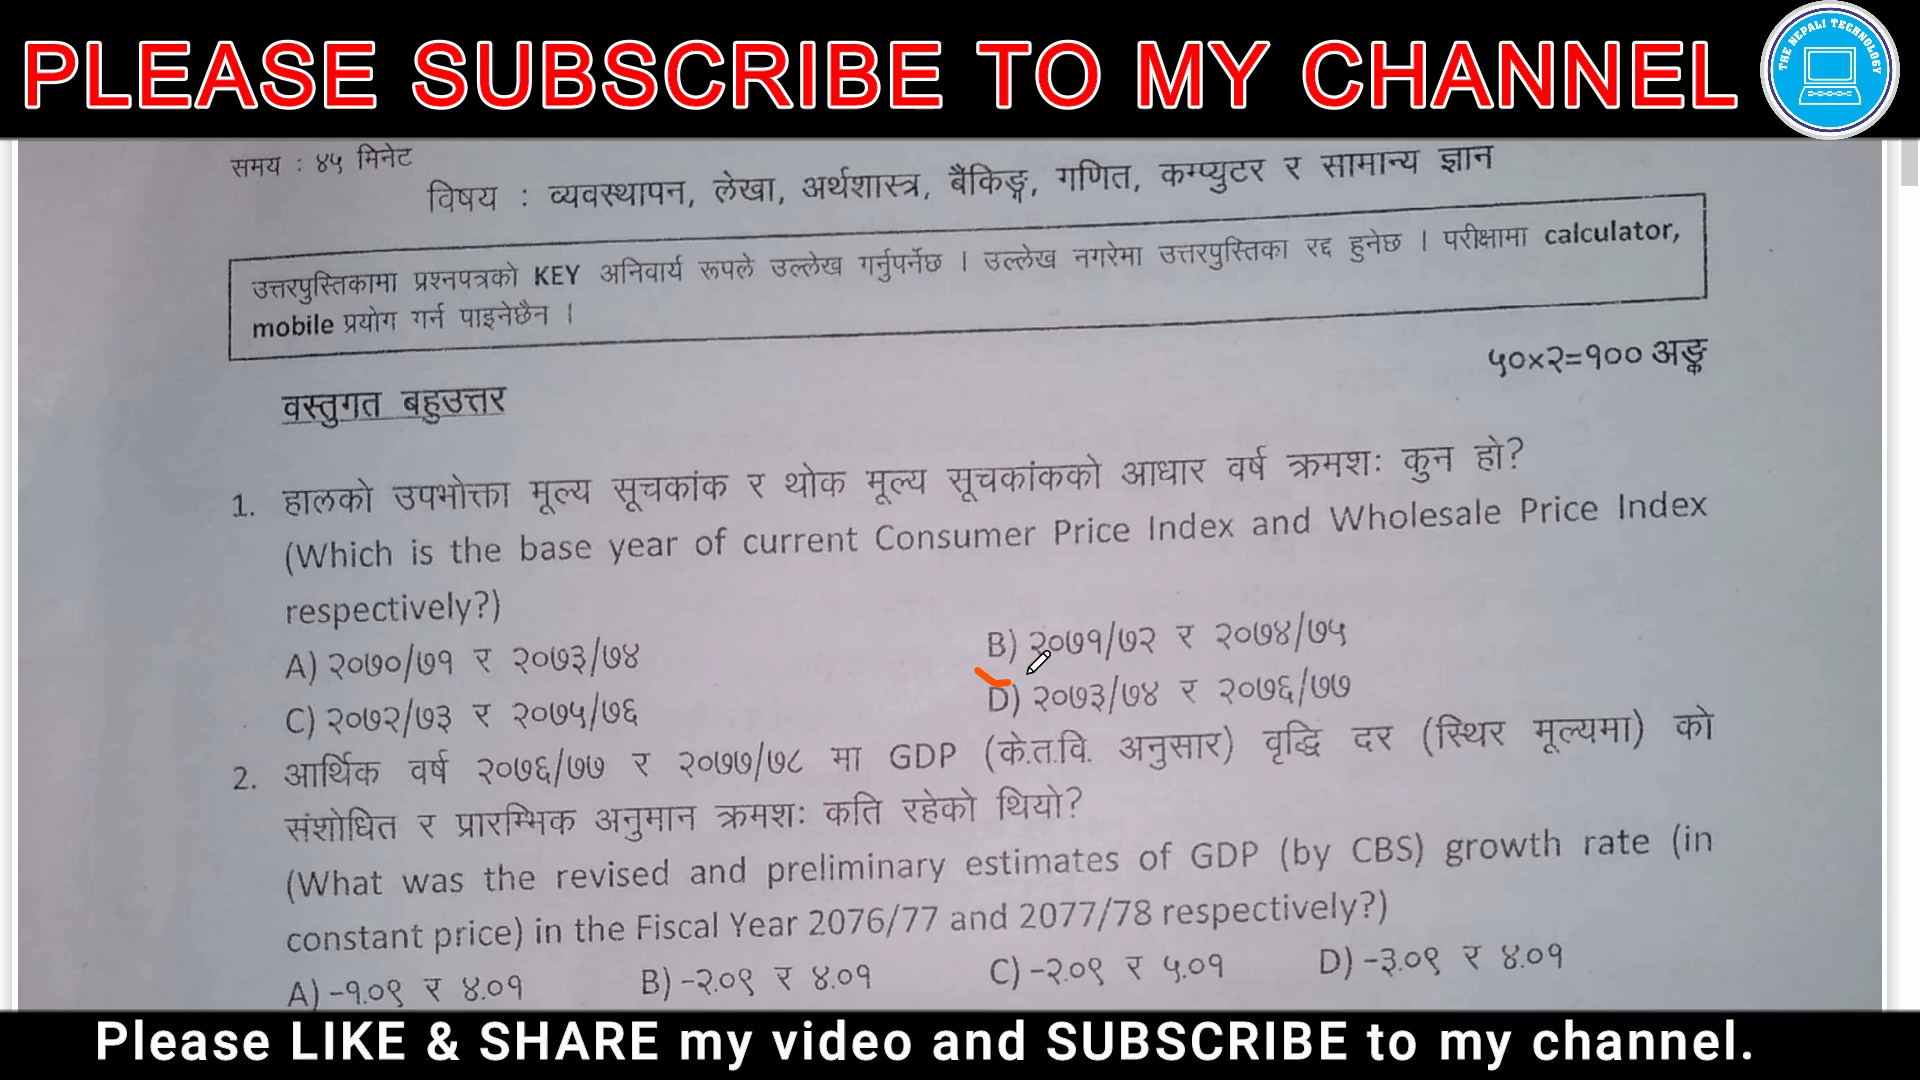 PLEASE SUBSCRIBE TO MY CHANNEL
THE NEPALI TECHNOLOGY
समय : ४५ मिनेट
विषय : व्यवस्थापन, लेखा, अर्थशास्त्र, बैंकिङ्ग, गणित, कम्प्युटर र सामान्य ज्ञान
उत्तरपुस्तिकामा प्रश्नपत्रको KEY अनिवार्य रूपले उल्लेख गर्नुपर्नेछ । उल्लेख नगरेमा उत्तरपुस्तिका रद्द हुनेछ । परीक्षामा calculator,
mobile प्रयोग गर्न पाइनेछैन ।
५०x२=१०० अङ्क
वस्तुगत बहुउत्तर
1. हालको उपभोक्ता मूल्य सूचकांक र थोक मूल्य सूचकांकको आधार वर्ष क्रमशः कुन हो?
(Which is the base year of current Consumer Price Index and Wholesale Price Index
respectively?)
A) २०७०/७१ र २०७३/७४ B) २०७१/७२ र २०७४/७५
C) २०७२/७३ र २०७५/७६ D) २०७३/७४ र २०७६/७७
2. आर्थिक वर्ष २०७६/७७ र २०७७/७८ मा GDP (के.त.वि. अनुसार) वृद्धि दर (स्थिर मूल्यमा) को
संशोधित र प्रारम्भिक अनुमान क्रमशः कति रहेको थियो?
(What was the revised and preliminary estimates of GDP (by CBS) growth rate (in
constant price) in the Fiscal Year 2076/77 and 2077/78 respectively?)
A) -१.०९ र ४.०१ B) -२.०९ र ४.०१ C) -२.०९ र ५.०१ D) -३.०९ र ४.०१
Please LIKE & SHARE my video and SUBSCRIBE to my channel.